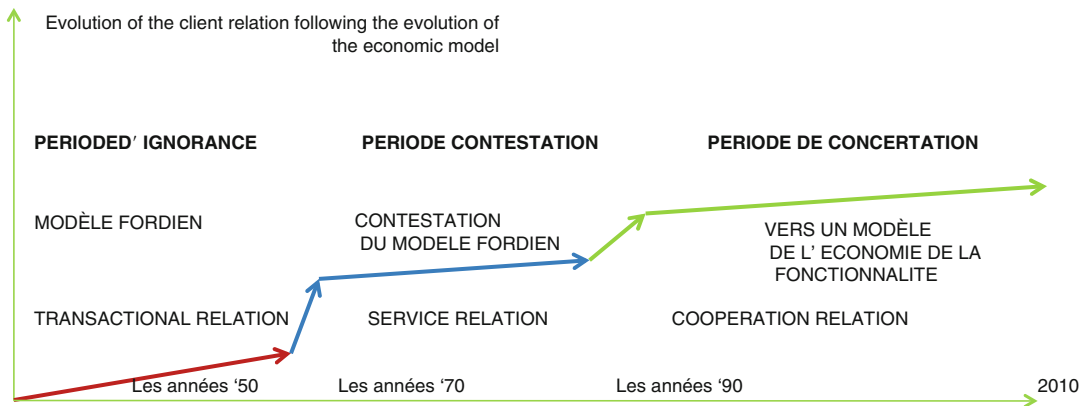 Evolution of the client relation following the evolution of
the economic model
PERIODED′ IGNORANCE
PERIODE CONTESTATION
PERIODE DE CONCERTATION
MODÈLE FORDIEN
CONTESTATION
DU MODELE FORDIEN
VERS UN MODÈLE
DE L’ ECONOMIE DE LA
FONCTIONNALITE
TRANSACTIONAL RELATION
SERVICE RELATION
COOPERATION RELATION
Les années ‘50
Les années ‘70
Les années ‘90
2010